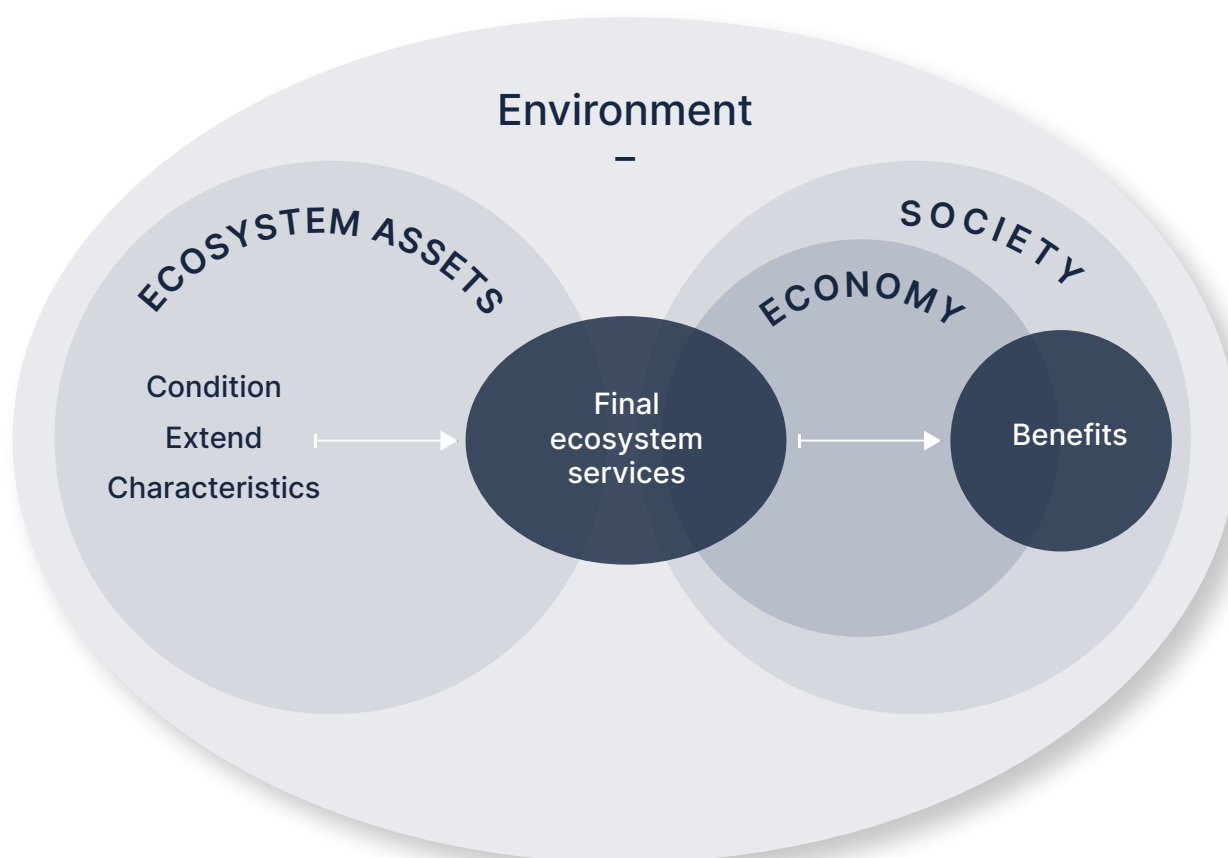 Environment
–
ECOSYSTEM ASSETS
SOCIETY
ECONOMY
Condition
Extend
Characteristics
Final
ecosystem
services
Benefits